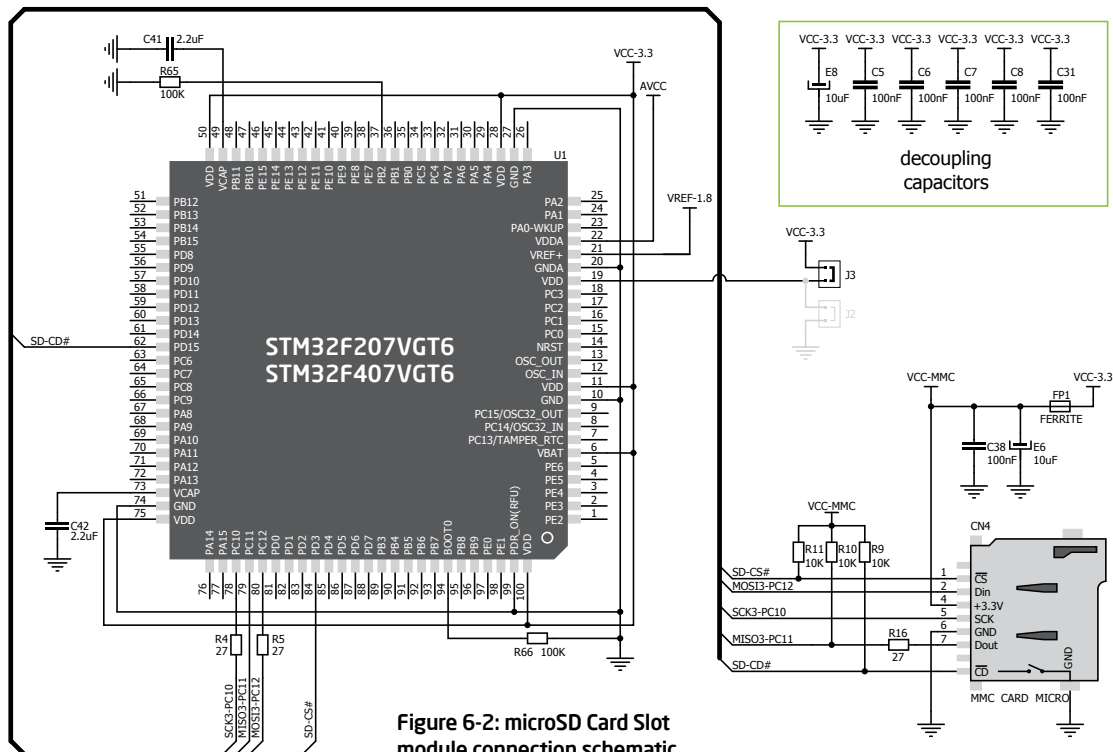 C41
2.2uF
R65
100K
VCC-3.3
AVCC
50
49
48
47
46
45
44
43
42
41
40
39
38
37
36
35
34
33
32
31
30
29
28
27
26
VDD
VCAP
PB11
PB10
PE15
PE14
PE13
PE12
PE11
PE10
PE9
PE8
PE7
PB2
PB1
PB0
PC5
PC4
PA7
PA6
PA5
PA4
VDD
GND
PA3
U1
51 PB12
52 PB13
53 PB14
54 PB15
55 PD8
56 PD9
57 PD10
58 PD11
59 PD12
60 PD13
61 PD14
62 PD15
63 PC6
64 PC7
65 PC8
66 PC9
67 PA8
68 PA9
69 PA10
70 PA11
71 PA12
72 PA13
73 VCAP
74 GND
75 VDD
SD-CD#
STM32F207VGT6
STM32F407VGT6
PA2 25
PA1 24
PA0-WKUP 23
VDDA 22
VREF+ 21
GNDA 20
VDD 19
PC3 18
PC2 17
PC1 16
PC0 15
NRST 14
OSC_OUT 13
OSC_IN 12
VDD 11
GND 10
PC15/OSC32_OUT 9
PC14/OSC32_IN 8
PC13/TAMPER_RTC 7
VBAT 6
PE6 5
PE5 4
PE4 3
PE3 2
PE2 1
VREF-1.8
C42
2.2uF
PA14
PA15
PC10
PC11
PC12
PD0
PD1
PD2
PD3
PD4
PD5
PD6
PD7
PB3
PB4
PB5
PB6
PB7
BOOT0
PB8
PB9
PE0
PE1
PDR_ON(RFU)
VDD
76
77
78
79
80
81
82
83
84
85
86
87
88
89
90
91
92
93
94
95
96
97
98
99
100
R4
27
R5
27
R66 100K
SCK3-PC10
MISO3-PC11
MOSI3-PC12
SD-CS#
VCC-3.3 VCC-3.3 VCC-3.3 VCC-3.3 VCC-3.3 VCC-3.3
E8 C5 C6 C7 C8 C31
10uF 100nF 100nF 100nF 100nF 100nF
decoupling
capacitors
VCC-3.3
J3
J2
VCC-MMC
VCC-3.3
FP1
FERRITE
C38
100nF
E6
10uF
VCC-MMC
R11
10K
R10
10K
R9
10K
SD-CS#
MOSI3-PC12
SCK3-PC10
MISO3-PC11
SD-CD#
R16
27
CN4
1 CS
2 Din
4 +3.3V
5 SCK
6 GND
7 Dout
CD
GND
MMC CARD MICRO
Figure 6-2: microSD Card Slot
module connection schematic